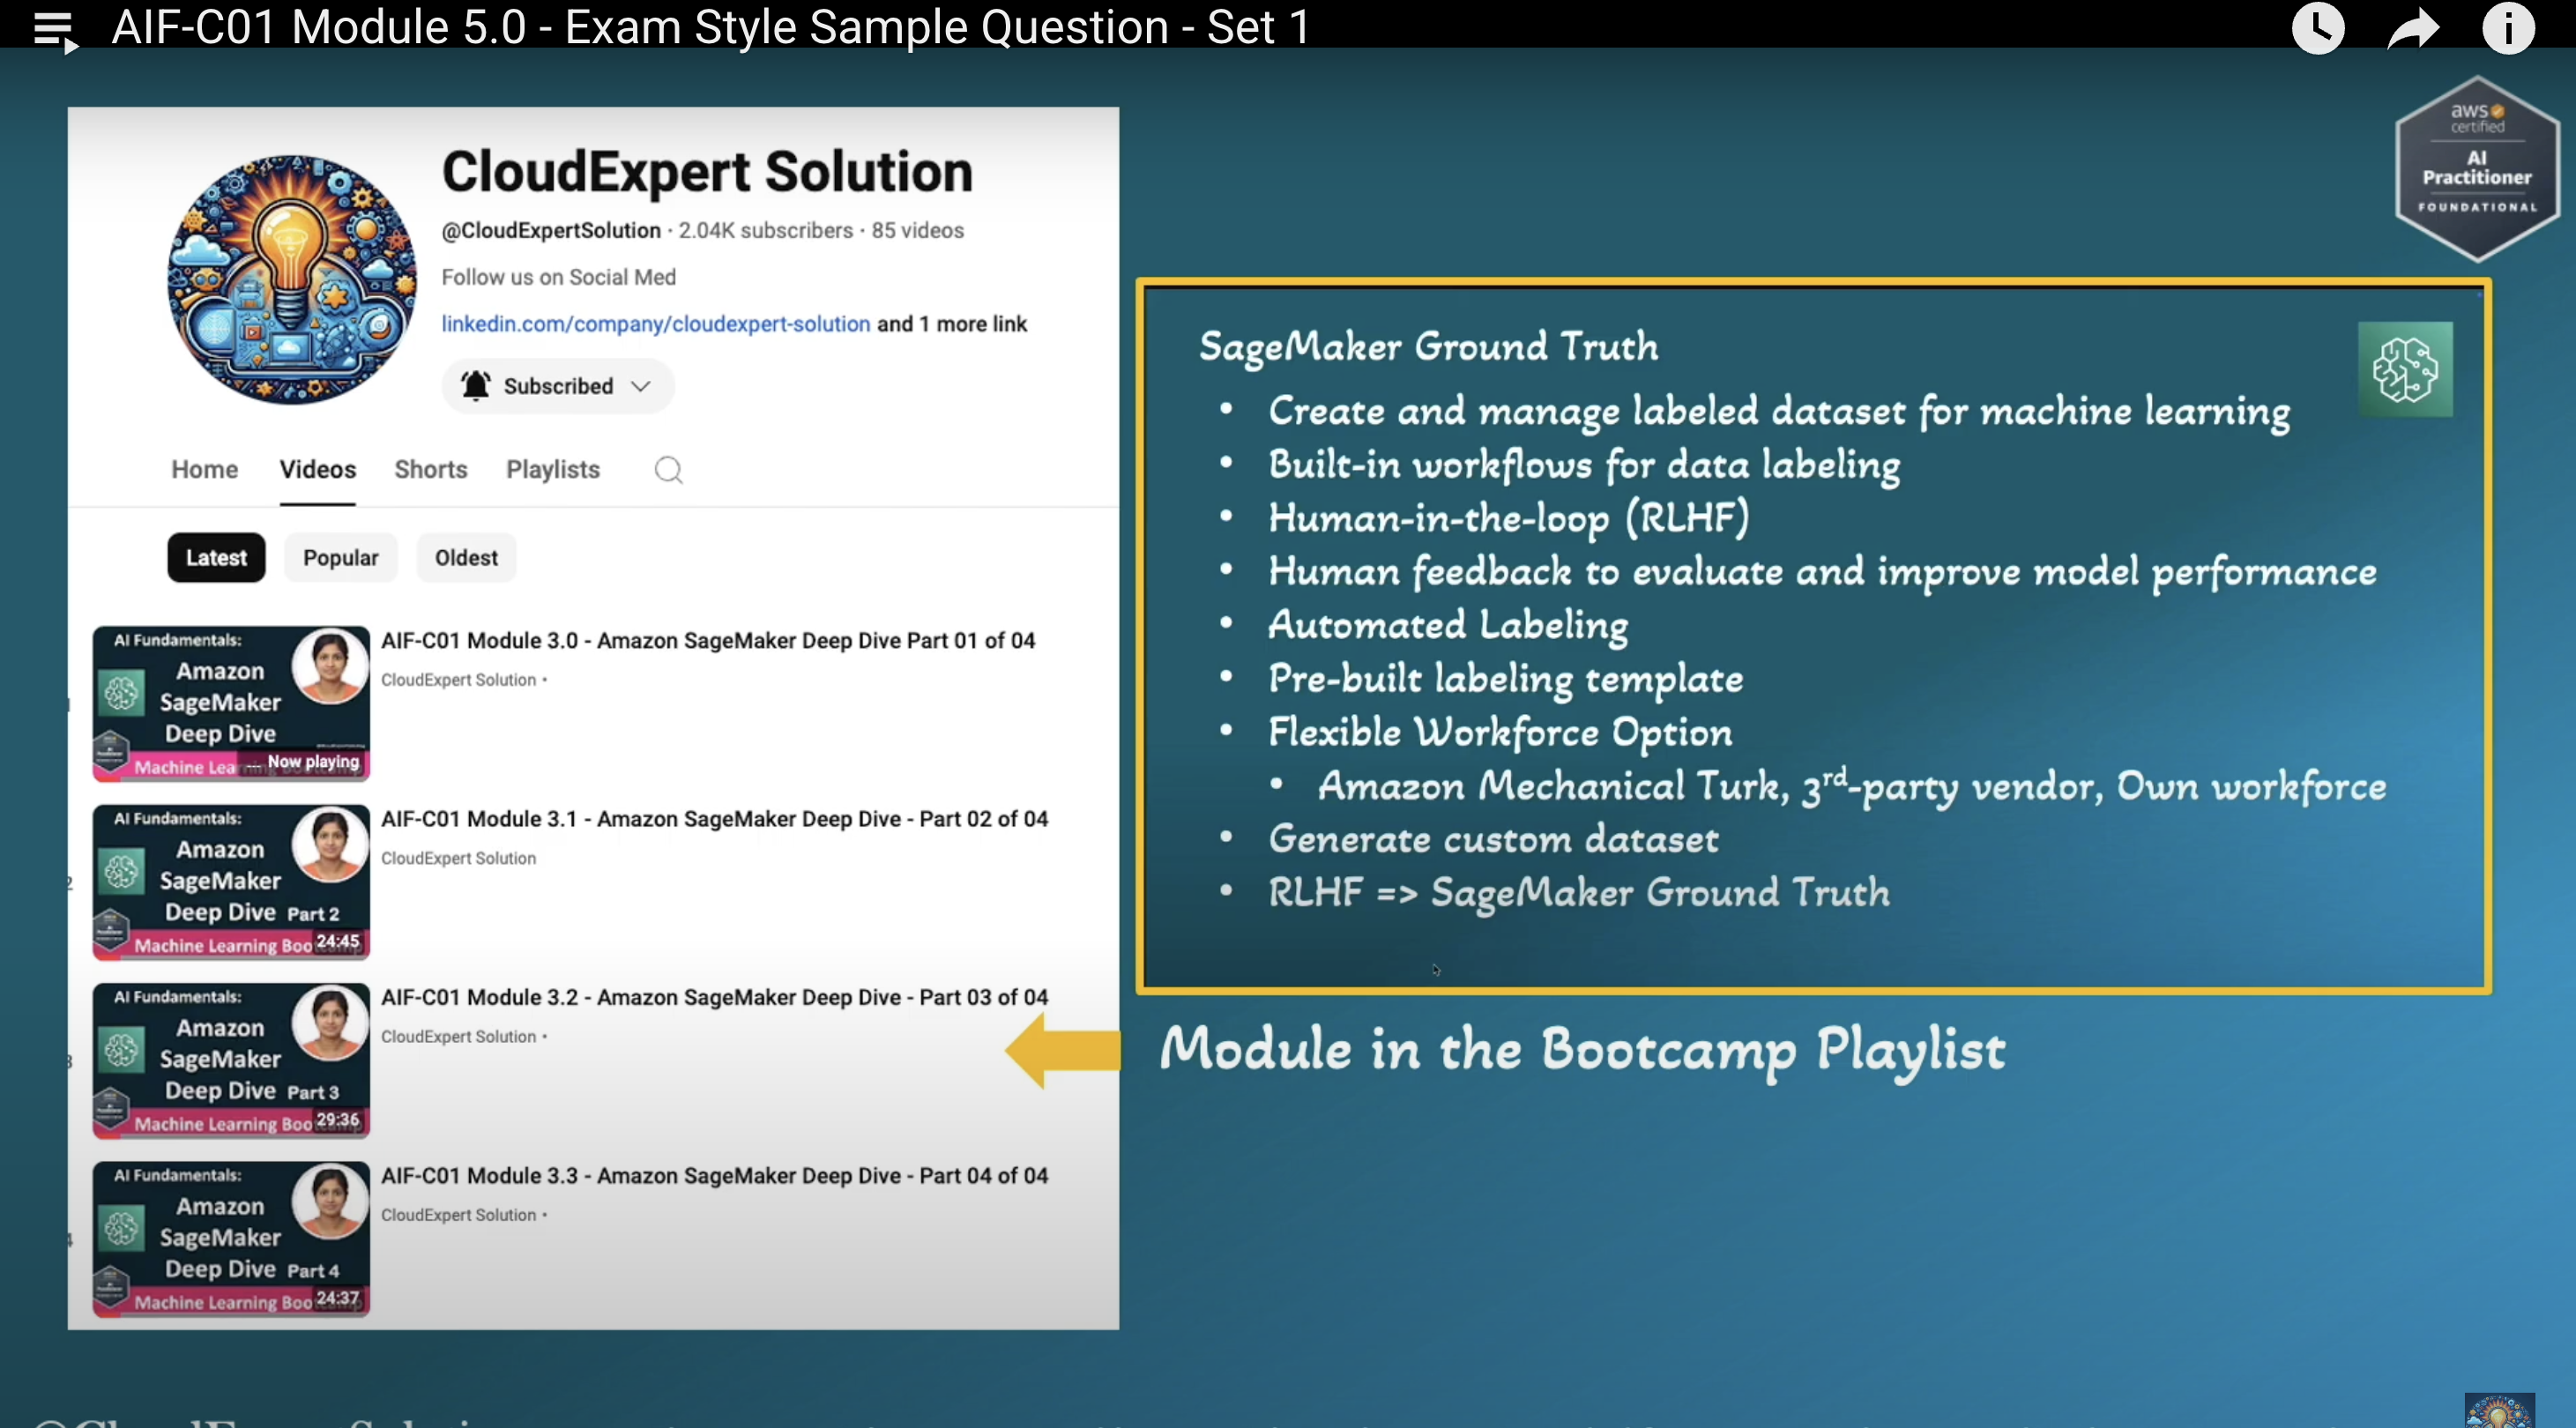 AIF-C01 Module 5.0 - Exam Style Sample Question - Set 1
CloudExpert Solution
@CloudExpertSolution · 2.04K subscribers · 85 videos
Follow us on Social Med
linkedin.com/company/cloudexpert-solution and 1 more link
Subscribed
Home Videos Shorts Playlists
Latest Popular Oldest
AI Fundamentals:
Amazon
SageMaker
Deep Dive
Machine Lea
... Now playing
AIF-C01 Module 3.0 - Amazon SageMaker Deep Dive Part 01 of 04
CloudExpert Solution •
AI Fundamentals:
Amazon
SageMaker
Deep Dive Part 2
Machine Learning Boo
24:45
AIF-C01 Module 3.1 - Amazon SageMaker Deep Dive - Part 02 of 04
CloudExpert Solution
2
AI Fundamentals:
Amazon
SageMaker
Deep Dive Part 3
Machine Learning Boo
29:36
AIF-C01 Module 3.2 - Amazon SageMaker Deep Dive - Part 03 of 04
CloudExpert Solution •
AI Fundamentals:
Amazon
SageMaker
Deep Dive Part 4
Machine Learning Boo
24:37
AIF-C01 Module 3.3 - Amazon SageMaker Deep Dive - Part 04 of 04
CloudExpert Solution •
aws
certified
AI
Practitioner
FOUNDATIONAL
SageMaker Ground Truth
• Create and manage labeled dataset for machine learning
• Built-in workflows for data labeling
• Human-in-the-loop (RLHF)
• Human feedback to evaluate and improve model performance
• Automated Labeling
• Pre-built labeling template
• Flexible Workforce Option
• Amazon Mechanical Turk, 3rd-party vendor, Own workforce
• Generate custom dataset
• RLHF => SageMaker Ground Truth
Module in the Bootcamp Playlist